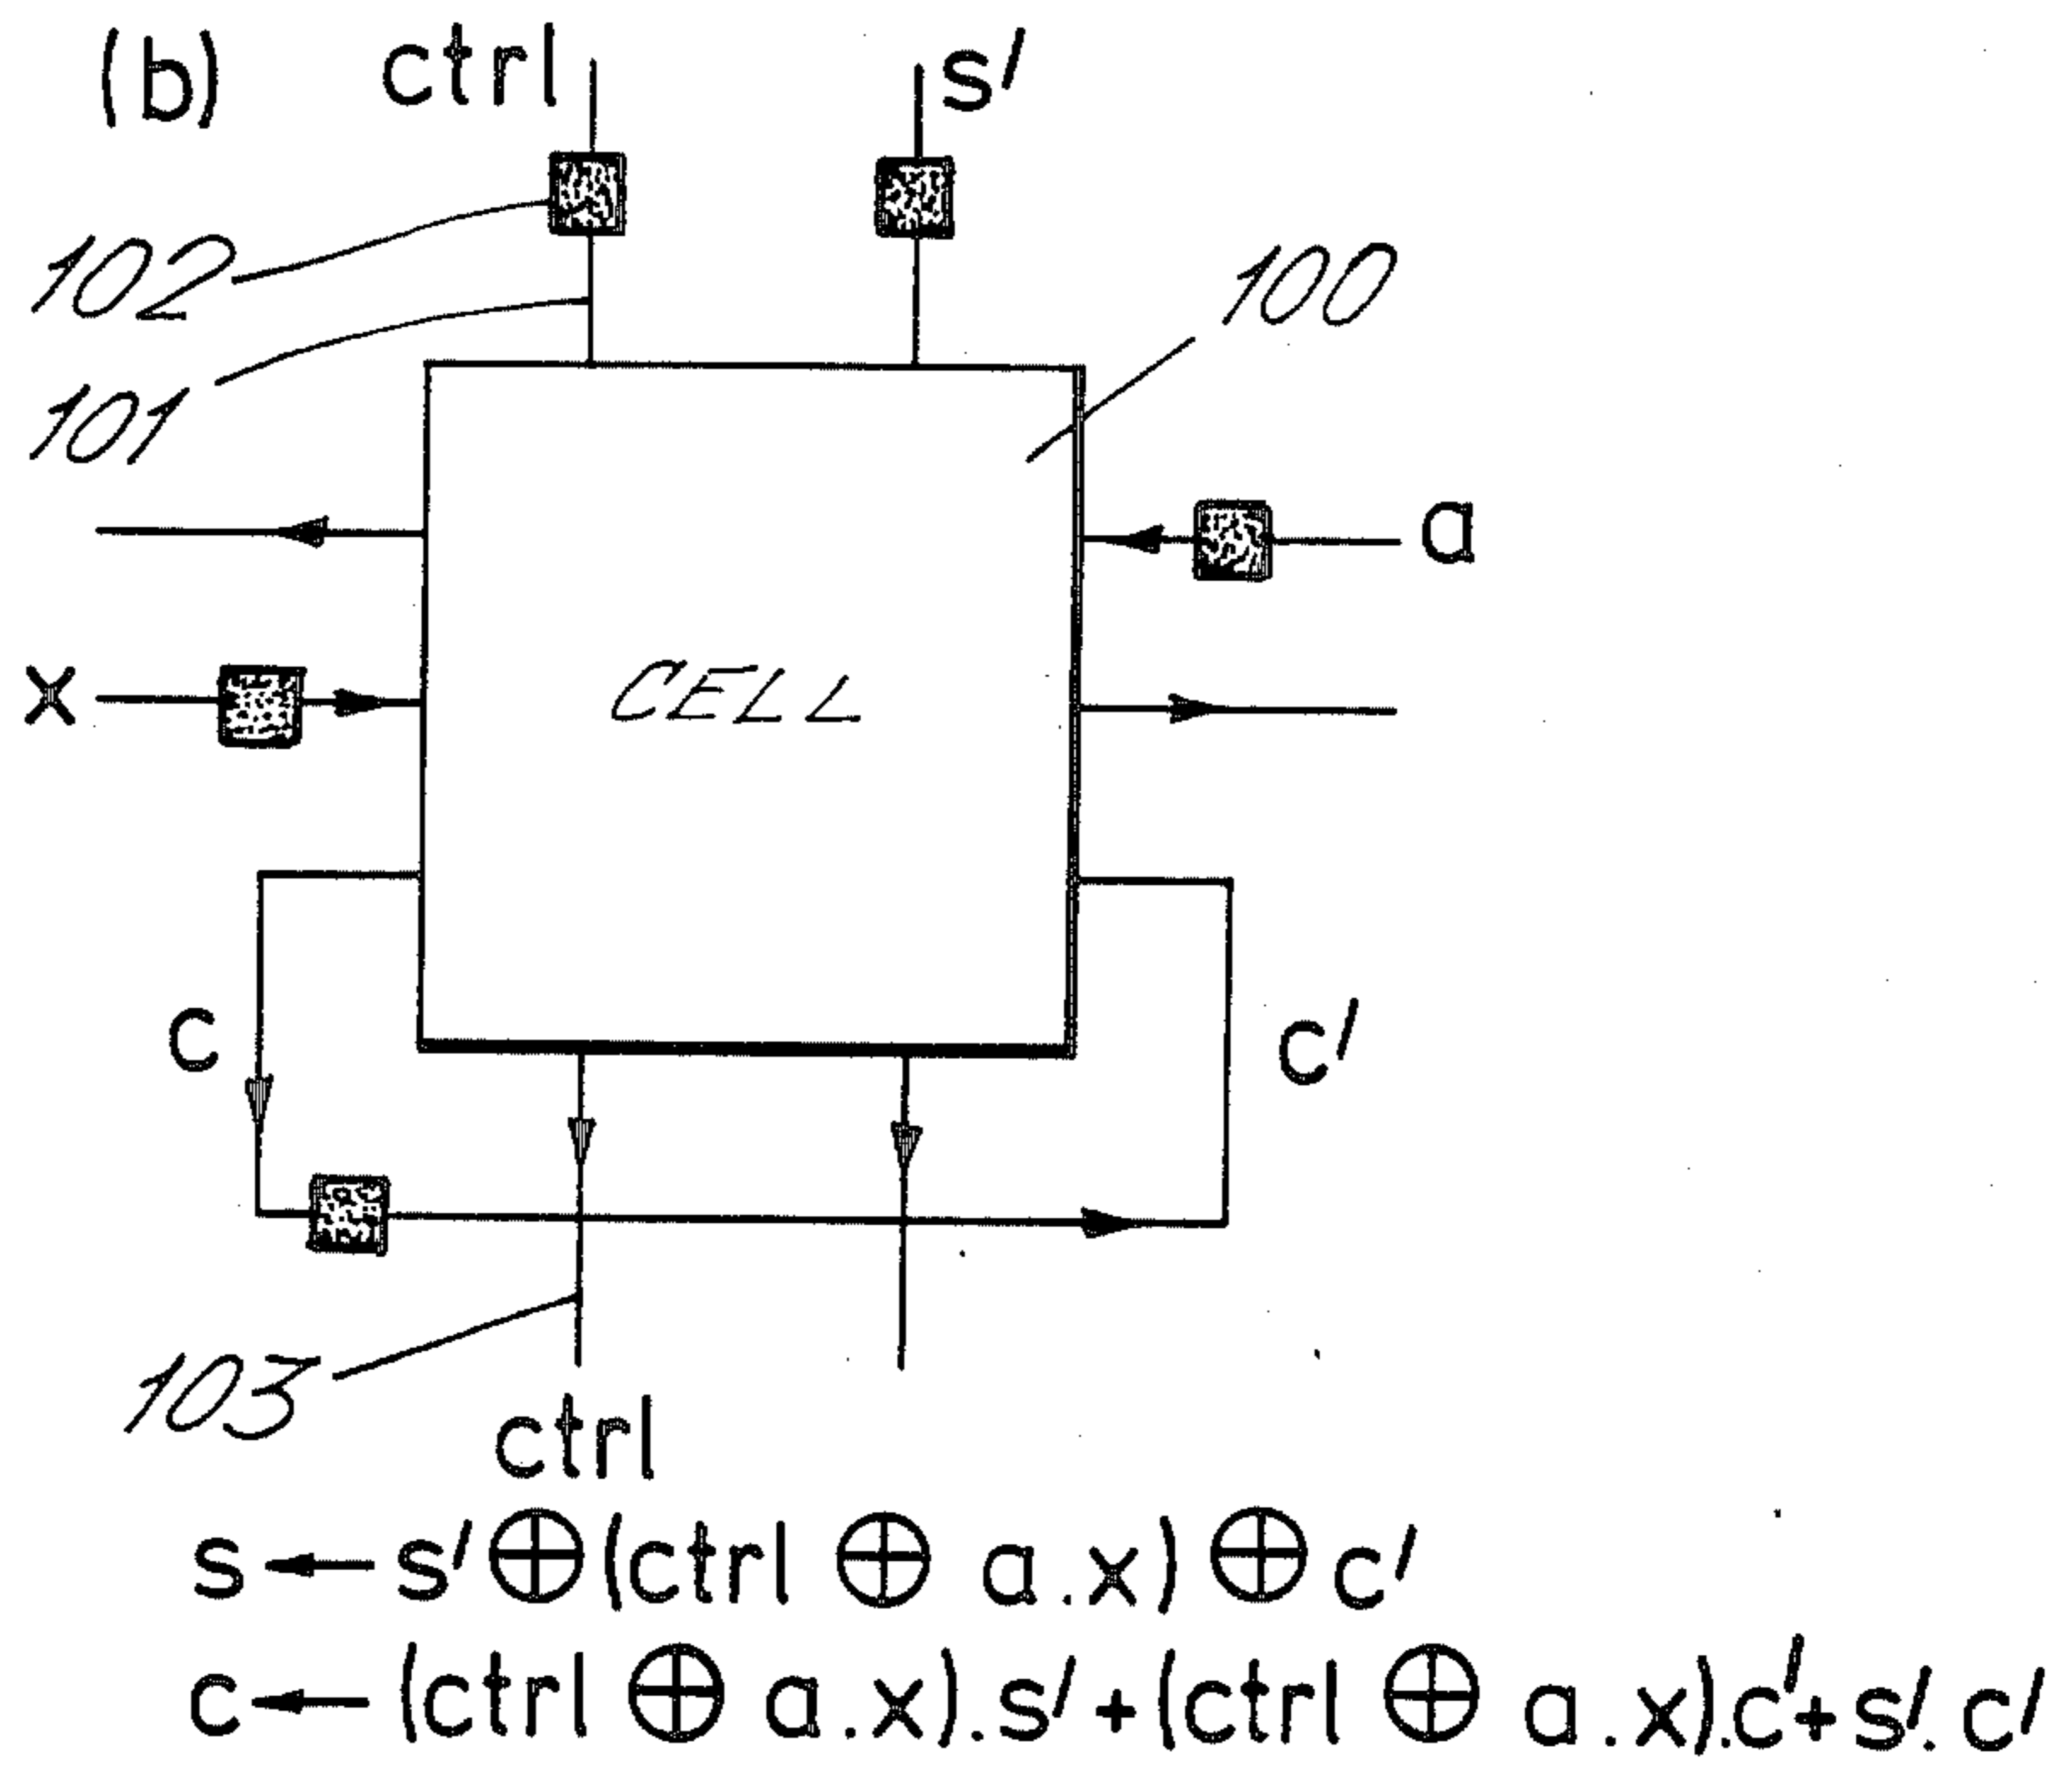 (b) ctrl s′
102
100
101
a
x
CELL
c
c′
103
ctrl
s ← s′ ⊕ (ctrl ⊕ a.x) ⊕ c′
c ← (ctrl ⊕ a.x).s′ + (ctrl ⊕ a.x).c′ + s′.c′